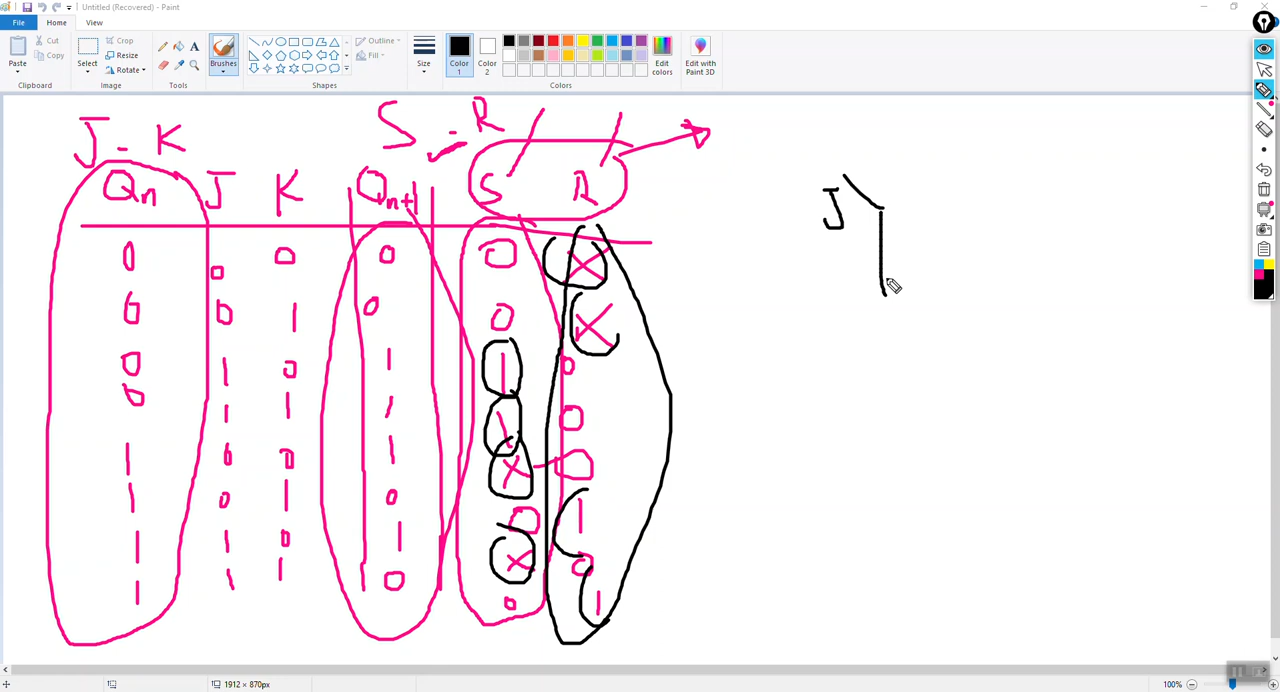 Untitled (Recovered) - Paint
File Home View
Paste Cut Copy Clipboard
Select Crop Resize Rotate Image
Tools
Brushes
Outline Fill Shapes
Size
Color 1 Color 2 Edit colors Colors
Edit with Paint 3D
J - K S - R
Qn J K Qn+1 S R
0 0 0 0 0 X
0 0 1 0 0 X
0 1 0 1 1 0
0 1 1 1 1 0
1 0 0 1 X 0
1 0 1 0 0 1
1 1 0 1 X 0
1 1 1 0 0 1
J
1912 × 870px 100%